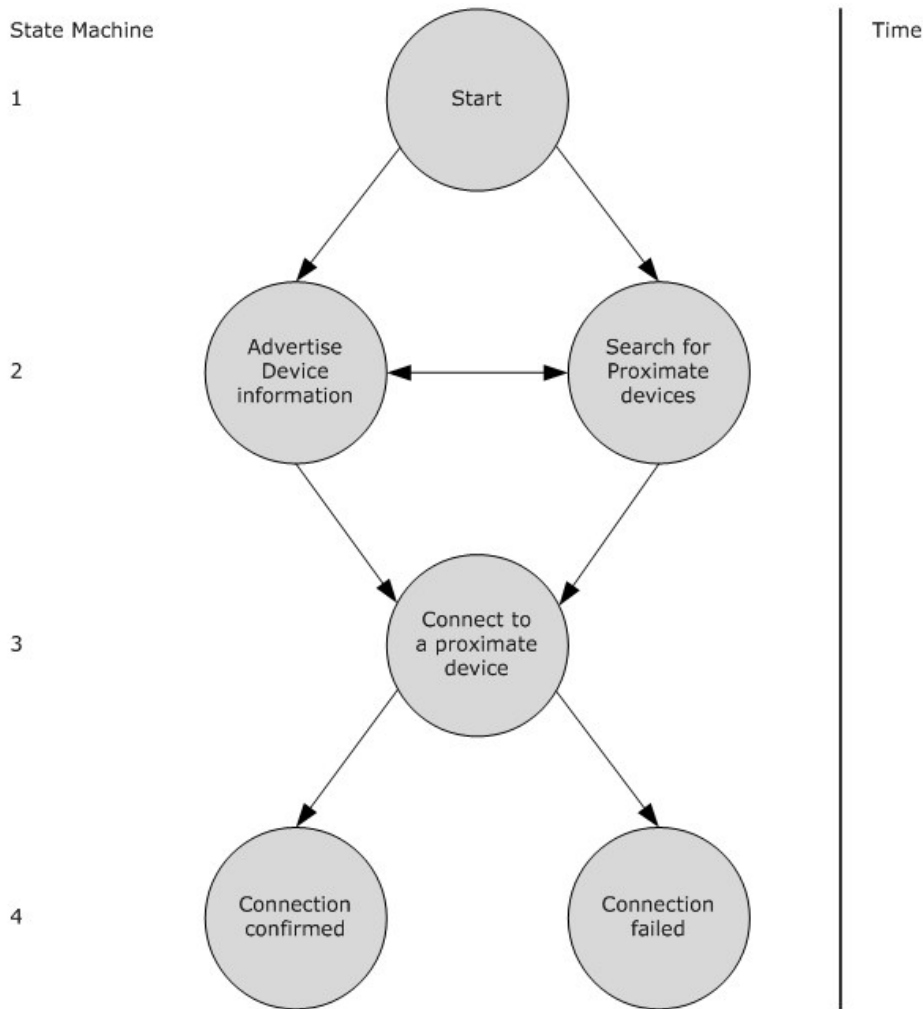 State Machine
Time
1
Start
2
Advertise
Device
information
Search for
Proximate
devices
3
Connect to
a proximate
device
4
Connection
confirmed
Connection
failed